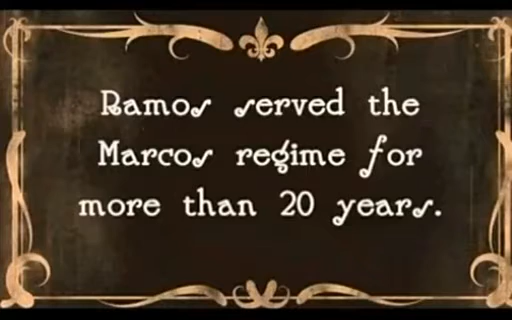 Ramos served the
Marcos regime for
more than 20 years.